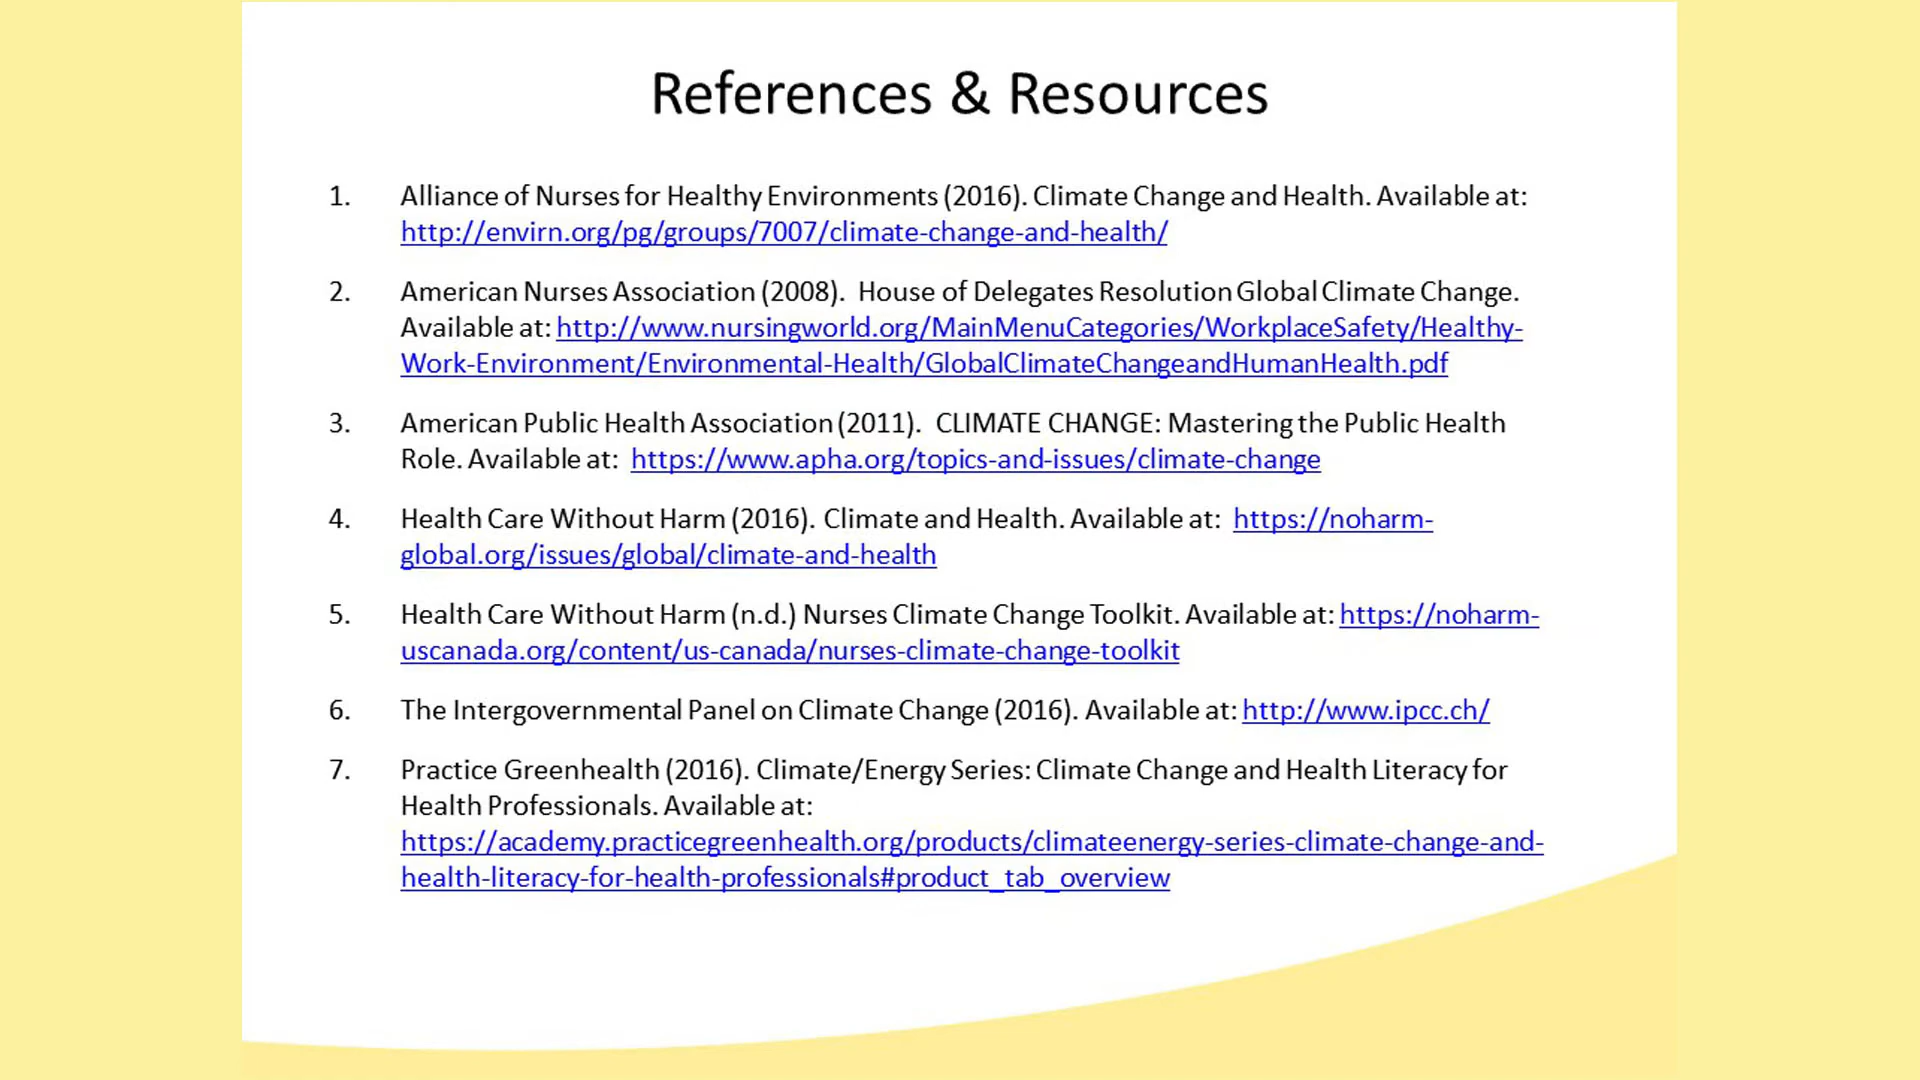 References & Resources
1. Alliance of Nurses for Healthy Environments (2016). Climate Change and Health. Available at:
http://envirn.org/pg/groups/7007/climate-change-and-health/
2. American Nurses Association (2008). House of Delegates Resolution Global Climate Change.
Available at: http://www.nursingworld.org/MainMenuCategories/WorkplaceSafety/Healthy-
Work-Environment/Environmental-Health/GlobalClimateChangeandHumanHealth.pdf
3. American Public Health Association (2011). CLIMATE CHANGE: Mastering the Public Health
Role. Available at: https://www.apha.org/topics-and-issues/climate-change
4. Health Care Without Harm (2016). Climate and Health. Available at: https://noharm-
global.org/issues/global/climate-and-health
5. Health Care Without Harm (n.d.) Nurses Climate Change Toolkit. Available at: https://noharm-
uscanada.org/content/us-canada/nurses-climate-change-toolkit
6. The Intergovernmental Panel on Climate Change (2016). Available at: http://www.ipcc.ch/
7. Practice Greenhealth (2016). Climate/Energy Series: Climate Change and Health Literacy for
Health Professionals. Available at:
https://academy.practicegreenhealth.org/products/climateenergy-series-climate-change-and-
health-literacy-for-health-professionals#product_tab_overview